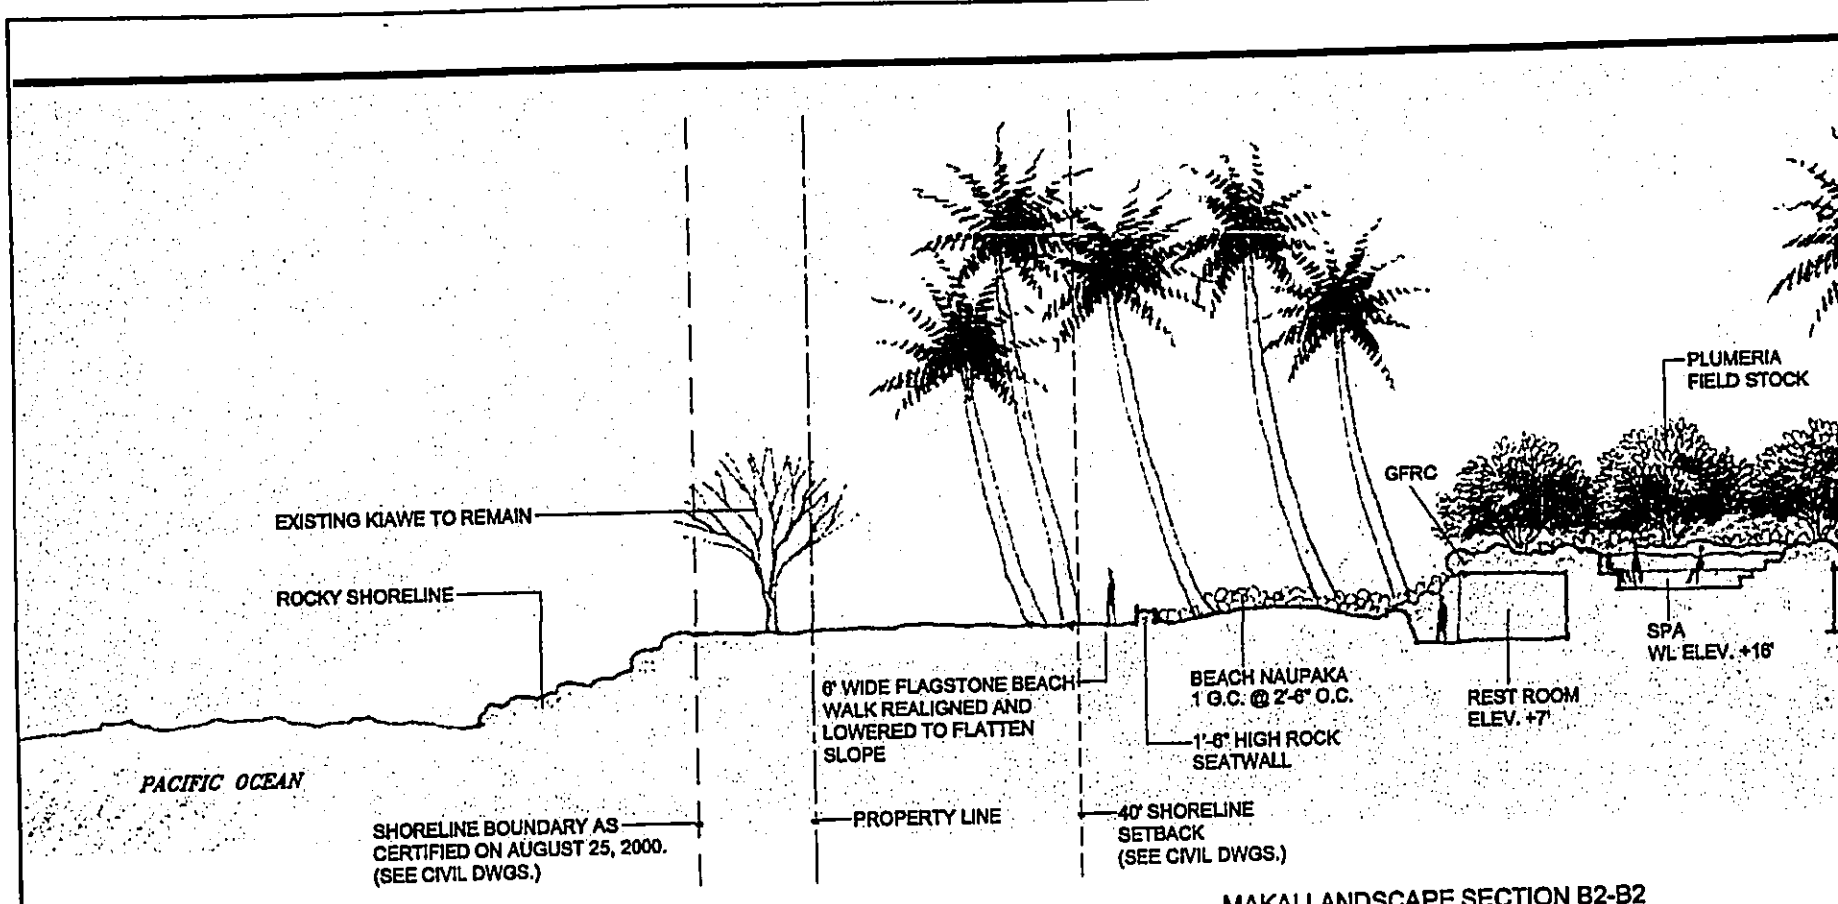 PLUMERIA
FIELD STOCK
GFRC
EXISTING KIAWE TO REMAIN
ROCKY SHORELINE
SPA
WL ELEV. +16'
6' WIDE FLAGSTONE BEACH
WALK REALIGNED AND
LOWERED TO FLATTEN
SLOPE
BEACH NAUPAKA
1 G.C. @ 2'-6" O.C.
REST ROOM
ELEV. +7'
1'-6" HIGH ROCK
SEATWALL
PACIFIC OCEAN
SHORELINE BOUNDARY AS
CERTIFIED ON AUGUST 25, 2000.
(SEE CIVIL DWGS.)
PROPERTY LINE
40' SHORELINE
SETBACK
(SEE CIVIL DWGS.)
MAKAI LANDSCAPE SECTION B2-B2